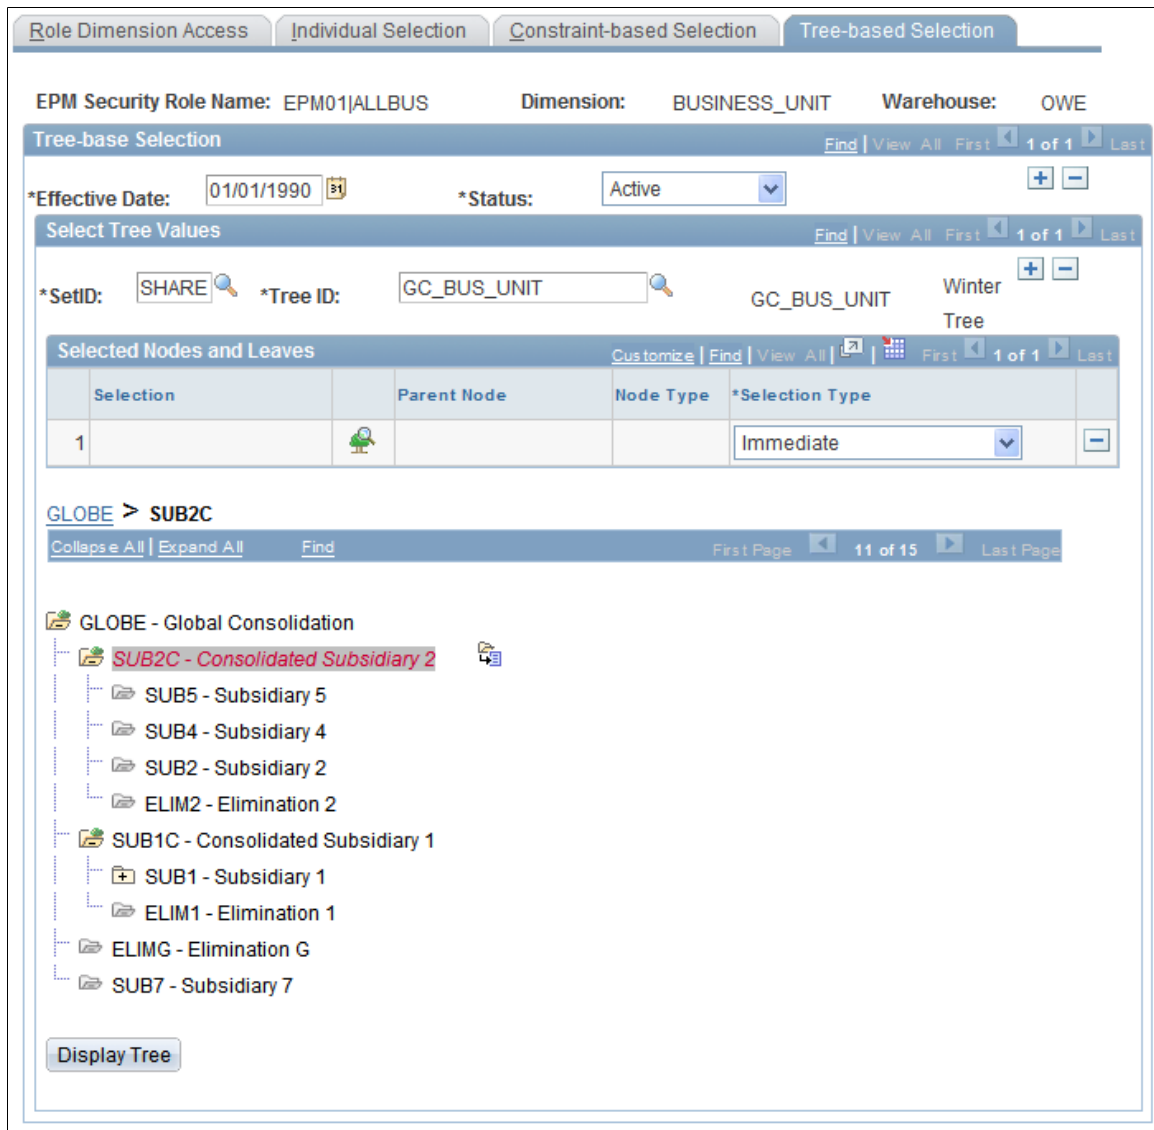 Role Dimension Access Individual Selection Constraint-based Selection Tree-based Selection
EPM Security Role Name: EPM01|ALLBUS Dimension: BUSINESS_UNIT Warehouse: OWE
Tree-base Selection Find | View All First 1 of 1 Last
*Effective Date: 01/01/1990 31 *Status: Active
Select Tree Values Find | View All First 1 of 1 Last
*SetID: SHARE *Tree ID: GC_BUS_UNIT GC_BUS_UNIT Winter
Tree
Selected Nodes and Leaves Customize | Find | View All | | First 1 of 1 Last
Selection Parent Node Node Type *Selection Type
1 Immediate
GLOBE > SUB2C
Collapse All | Expand All Find First Page 11 of 15 Last Page
GLOBE - Global Consolidation
SUB2C - Consolidated Subsidiary 2
SUB5 - Subsidiary 5
SUB4 - Subsidiary 4
SUB2 - Subsidiary 2
ELIM2 - Elimination 2
SUB1C - Consolidated Subsidiary 1
SUB1 - Subsidiary 1
ELIM1 - Elimination 1
ELIMG - Elimination G
SUB7 - Subsidiary 7
Display Tree